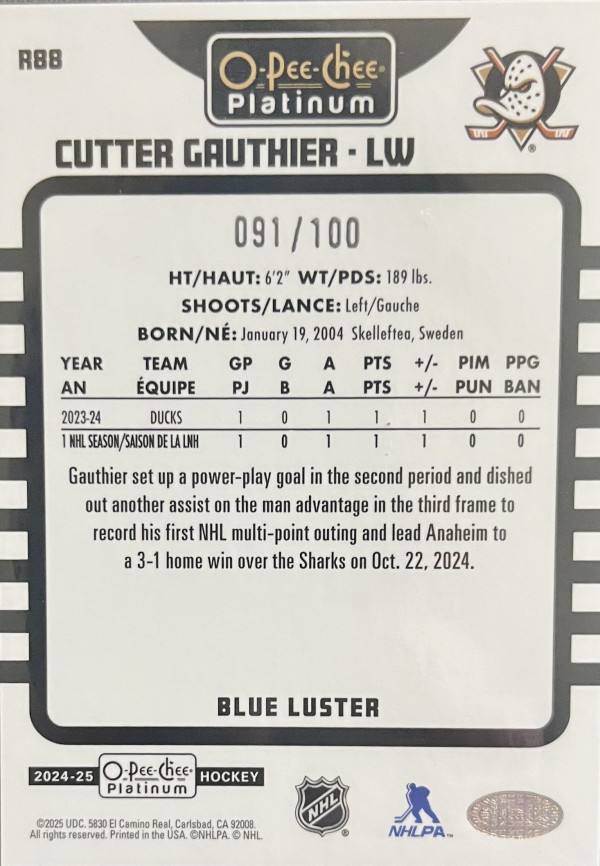 R88
O-Pee-Chee
Platinum
CUTTER GAUTHIER · LW
091/100
HT/HAUT: 6'2" WT/PDS: 189 lbs.
SHOOTS/LANCE: Left/Gauche
BORN/NÉ: January 19, 2004 Skelleftea, Sweden
YEAR TEAM GP G A PTS +/- PIM PPG
AN ÉQUIPE PJ B A PTS +/- PUN BAN
2023-24 DUCKS 1 0 1 1 1 0 0
1 NHL SEASON/SAISON DE LA LNH 1 0 1 1 1 0 0
Gauthier set up a power-play goal in the second period and dished
out another assist on the man advantage in the third frame to
record his first NHL multi-point outing and lead Anaheim to
a 3-1 home win over the Sharks on Oct. 22, 2024.
BLUE LUSTER
2024-25 O-Pee-Chee Platinum HOCKEY
NHL ®
NHLPA™
©2025 UDC. 5830 El Camino Real, Carlsbad, CA 92008.
All rights reserved. Printed in the USA. ©NHLPA. © NHL.